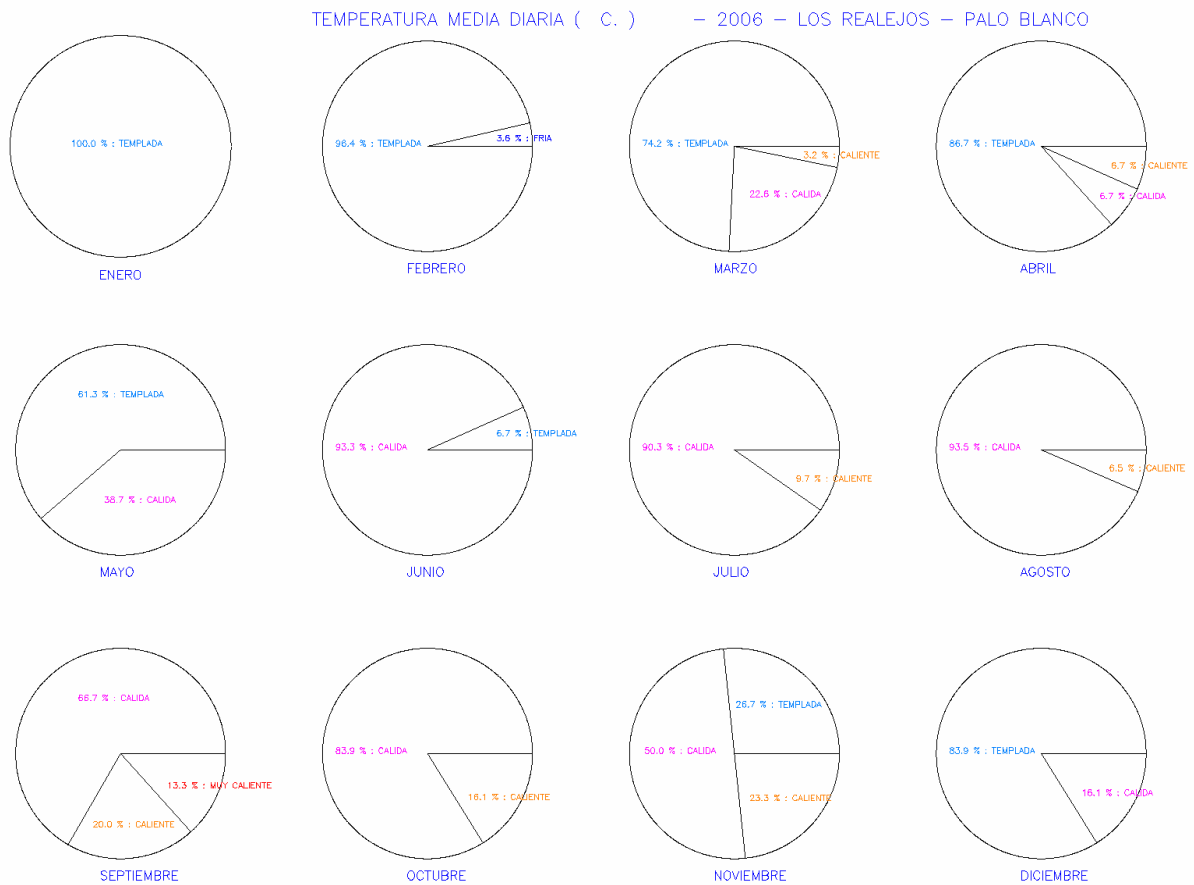 TEMPERATURA MEDIA DIARIA ( C. ) - 2006 - LOS REALEJOS - PALO BLANCO
100.0 % : TEMPLADA
ENERO
3.6 % : FRIA
96.4 % : TEMPLADA
FEBRERO
74.2 % : TEMPLADA
3.2 % : CALIENTE
22.6 % : CALIDA
MARZO
86.7 % : TEMPLADA
6.7 % : CALIENTE
6.7 % : CALIDA
ABRIL
61.3 % : TEMPLADA
38.7 % : CALIDA
MAYO
6.7 % : TEMPLADA
93.3 % : CALIDA
JUNIO
90.3 % : CALIDA
9.7 % : CALIENTE
JULIO
93.5 % : CALIDA
6.5 % : CALIENTE
AGOSTO
66.7 % : CALIDA
13.3 % : MUY CALIENTE
20.0 % : CALIENTE
SEPTIEMBRE
83.9 % : CALIDA
16.1 % : CALIENTE
OCTUBRE
26.7 % : TEMPLADA
50.0 % : CALIDA
23.3 % : CALIENTE
NOVIEMBRE
83.9 % : TEMPLADA
16.1 % : CALIDA
DICIEMBRE